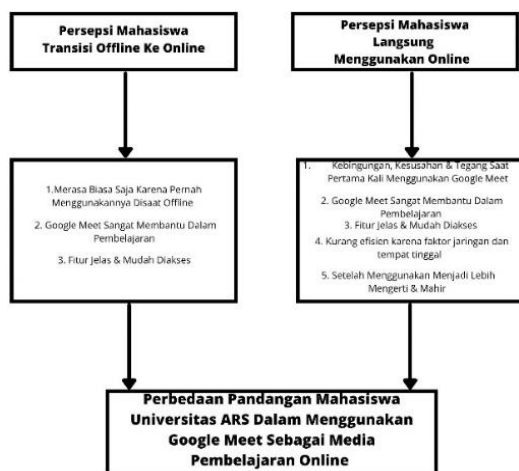 Persepsi Mahasiswa
Transisi Offline Ke Online
Persepsi Mahasiswa
Langsung
Menggunakan Online
1.Merasa Biasa Saja Karena Pernah
Menggunakannya Disaat Offline
2. Google Meet Sangat Membantu Dalam
Pembelajaran
3. Fitur Jelas & Mudah Diakses
1. Kebingungan, Kesusahan & Tegang Saat
Pertama Kali Menggunakan Google Meet
2. Google Meet Sangat Membantu Dalam
Pembelajaran
3. Fitur Jelas & Mudah Diakses
4. Kurang efisien karena faktor jaringan dan
tempat tinggal
5. Setelah Menggunakan Menjadi Lebih
Mengerti & Mahir
Perbedaan Pandangan Mahasiswa
Universitas ARS Dalam Menggunakan
Google Meet Sebagai Media
Pembelajaran Online